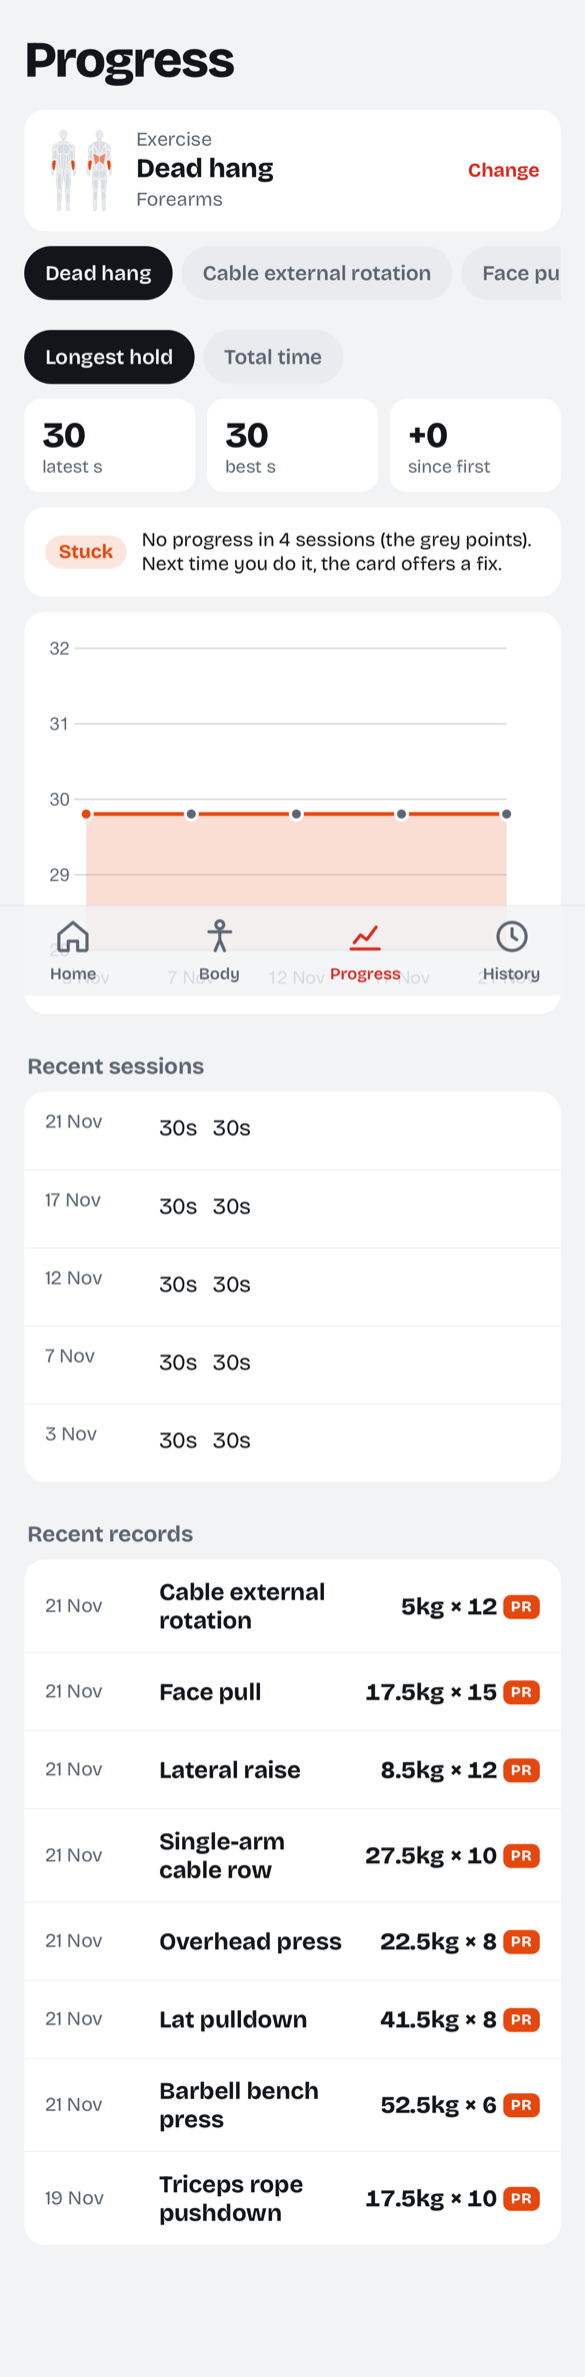 Progress
Exercise
Dead hang
Forearms
Change
Dead hang
Cable external rotation
Face pu
Longest hold
Total time
30
latest s
30
best s
+0
since first
Stuck
No progress in 4 sessions (the grey points).
Next time you do it, the card offers a fix.
32
31
30
29
Home
Body
Progress
History
7 Nov
12 Nov
Recent sessions
21 Nov
30s 30s
17 Nov
30s 30s
12 Nov
30s 30s
7 Nov
30s 30s
3 Nov
30s 30s
Recent records
21 Nov
Cable external
rotation
5kg × 12 PR
21 Nov
Face pull
17.5kg × 15 PR
21 Nov
Lateral raise
8.5kg × 12 PR
21 Nov
Single-arm
cable row
27.5kg × 10 PR
21 Nov
Overhead press
22.5kg × 8 PR
21 Nov
Lat pulldown
41.5kg × 8 PR
21 Nov
Barbell bench
press
52.5kg × 6 PR
19 Nov
Triceps rope
pushdown
17.5kg × 10 PR